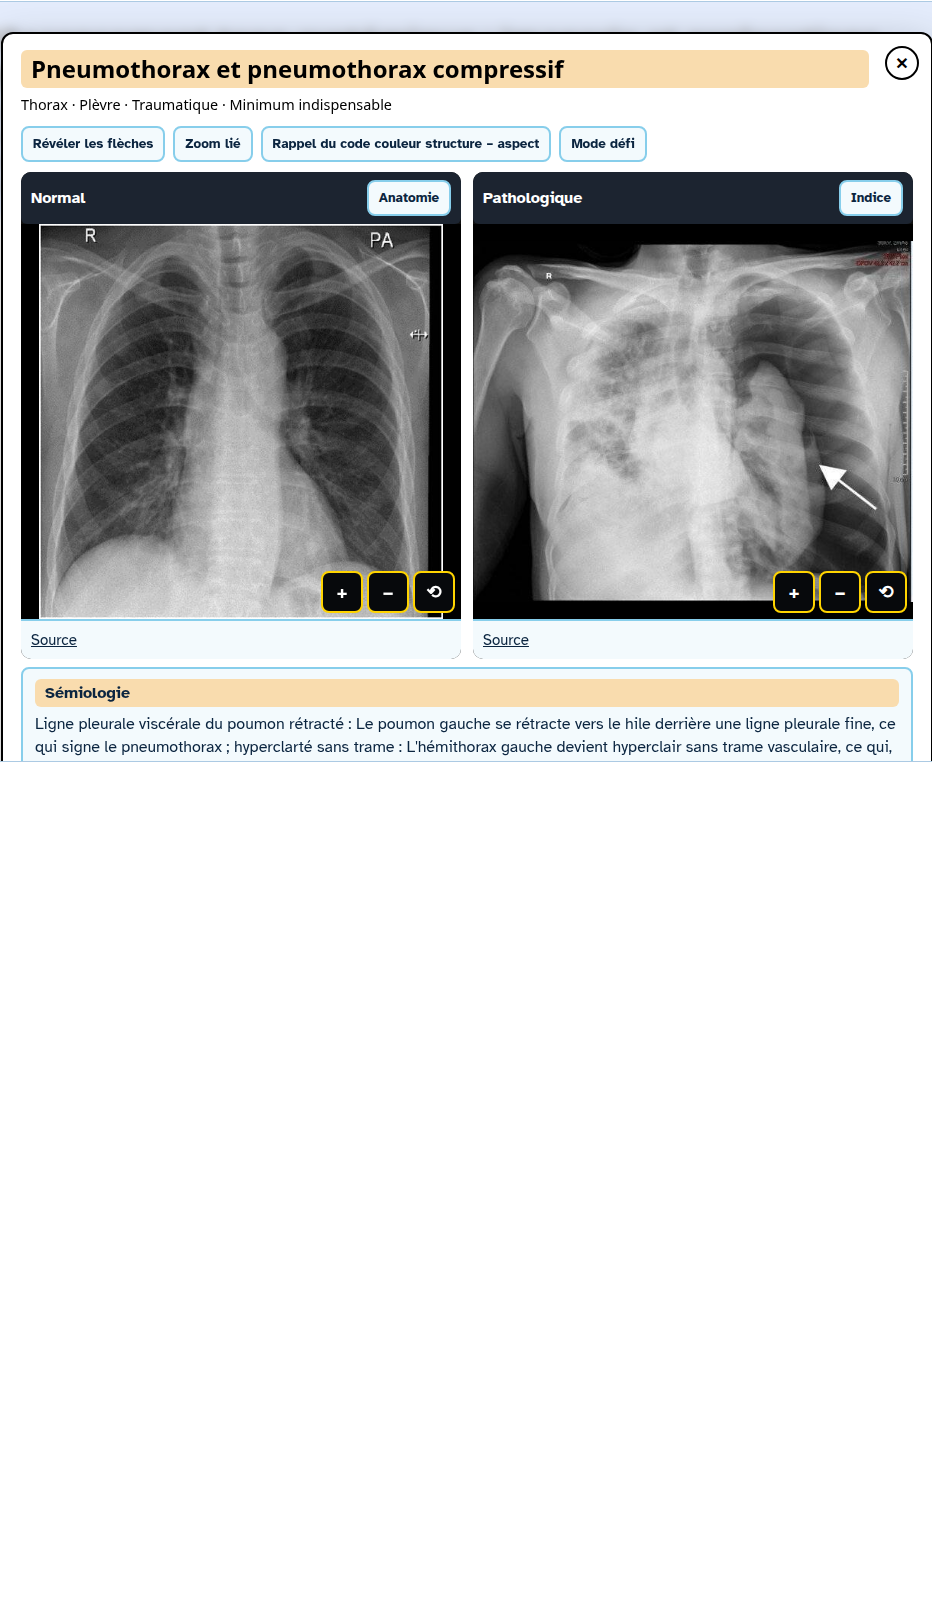 Pneumothorax et pneumothorax compressif
×
Thorax · Plèvre · Traumatique · Minimum indispensable
Révéler les flèches
Zoom lié
Rappel du code couleur structure – aspect
Mode défi
Normal
Anatomie
Pathologique
Indice
R
PA
R
+
−
⟲
+
−
⟲
Source
Source
Sémiologie
Ligne pleurale viscérale du poumon rétracté : Le poumon gauche se rétracte vers le hile derrière une ligne pleurale fine, ce
qui signe le pneumothorax ; hyperclarté sans trame : L'hémithorax gauche devient hyperclair sans trame vasculaire, ce qui,